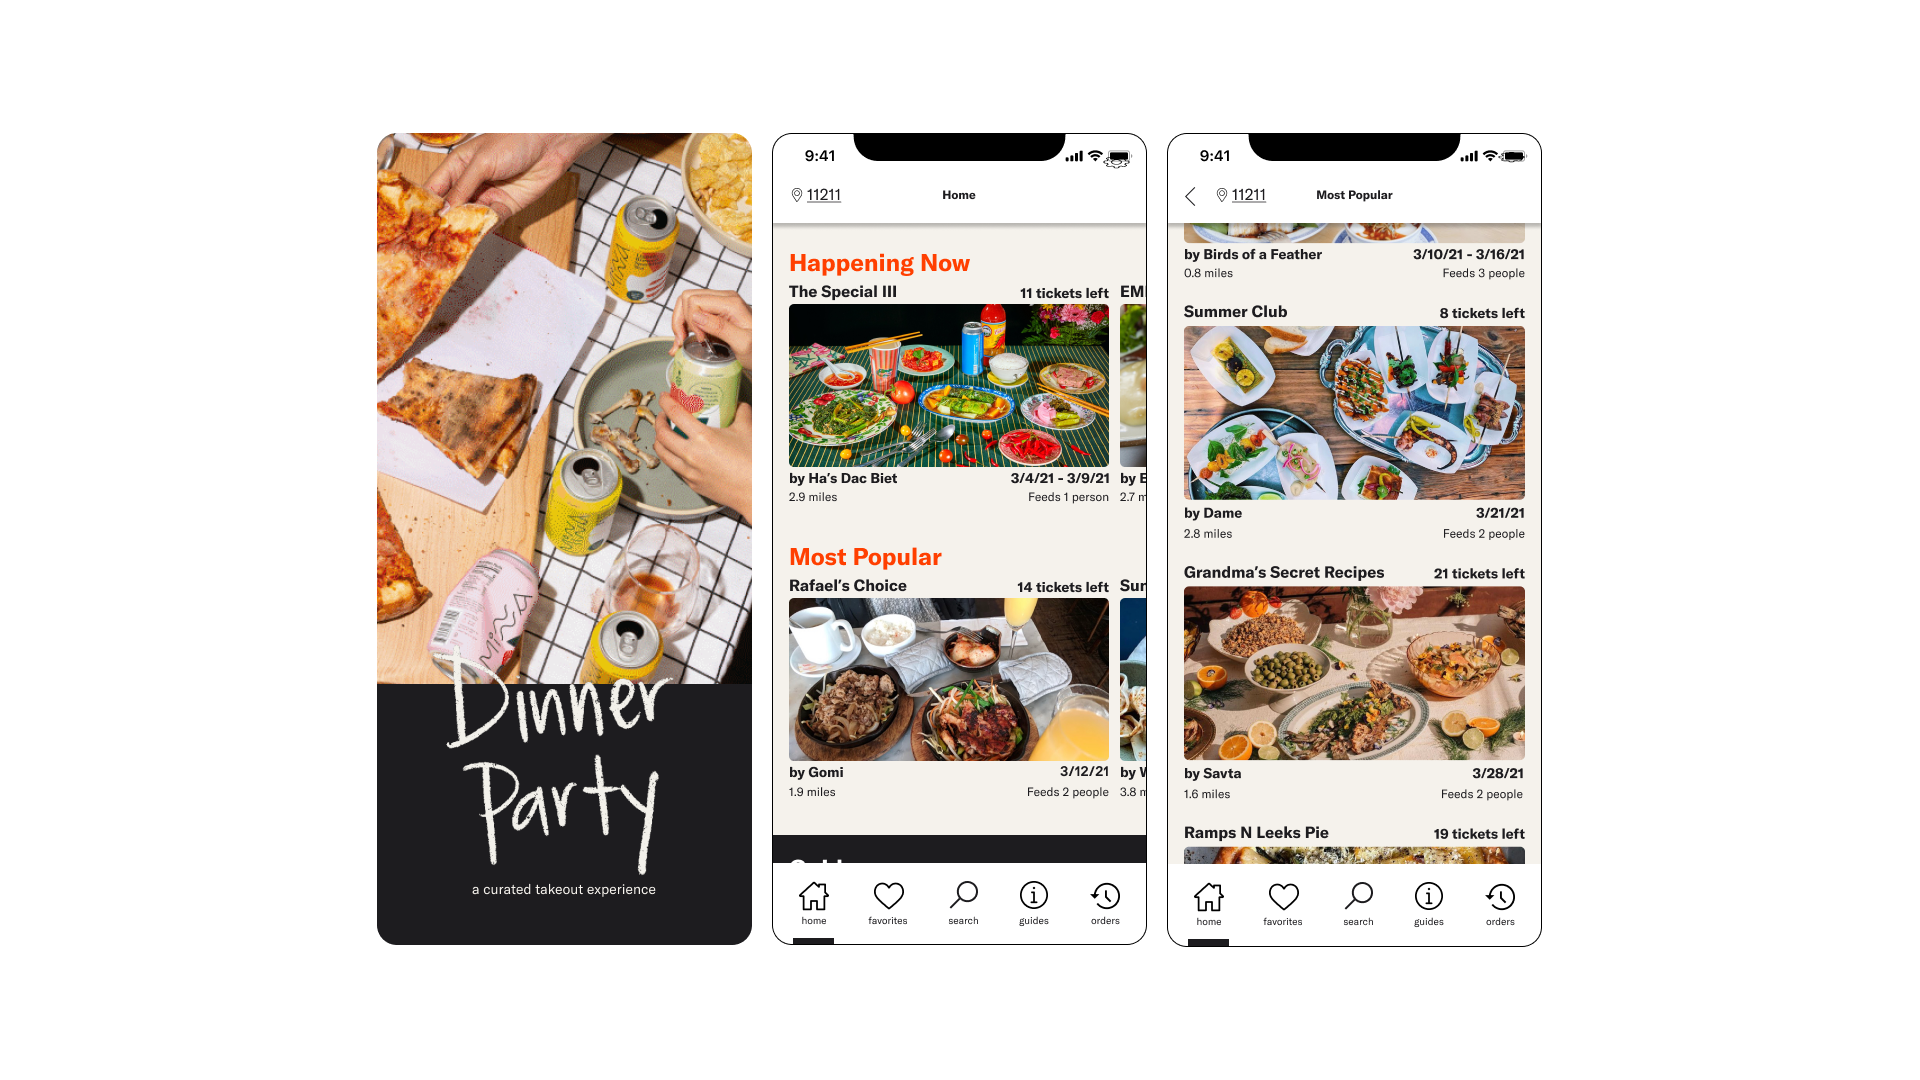 Dinner
Party
a curated takeout experience
9:41
11211
Home
Happening Now
The Special III
11 tickets left
by Ha's Dac Biet
3/4/21 - 3/9/21
by
2.9 miles
Feeds 1 person
2.7
Most Popular
Rafael's Choice
14 tickets left
by Gomi
3/12/21
by
1.9 miles
Feeds 2 people
3.8
home
favorites
search
guides
orders
9:41
11211
Most Popular
by Birds of a Feather
3/10/21 - 3/16/21
0.8 miles
Feeds 3 people
Summer Club
8 tickets left
by Dame
3/21/21
2.8 miles
Feeds 2 people
Grandma's Secret Recipes
21 tickets left
by Savta
3/28/21
1.6 miles
Feeds 2 people
Ramps N Leeks Pie
19 tickets left
home
favorites
search
guides
orders